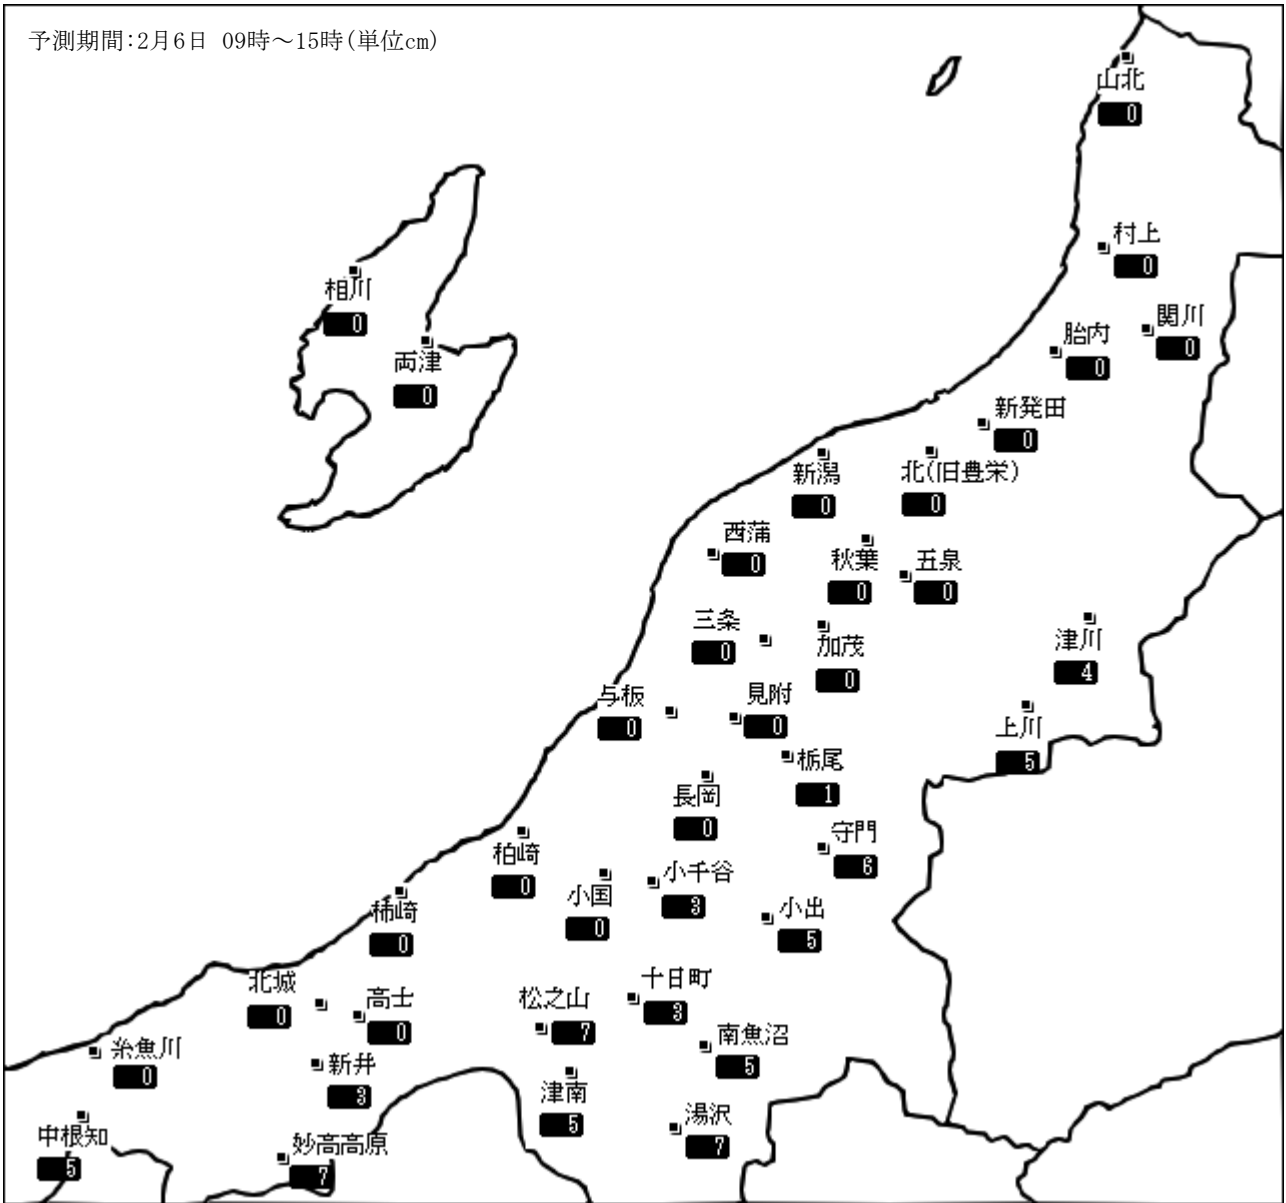 予測期間:2月6日 09時～15時(単位cm)
山北
0
村上
0
相川
0
関川
0
胎内
0
両津
0
新発田
0
新潟
0
北(旧豊栄)
0
西蒲
0
秋葉
0
五泉
0
三条
0
加茂
0
津川
4
与板
0
見附
0
上川
5
栃尾
1
長岡
0
守門
6
柏崎
0
小千谷
3
小国
0
小出
5
柿崎
0
北城
0
高士
0
松之山
7
十日町
3
南魚沼
5
糸魚川
0
新井
3
津南
5
湯沢
7
中根知
5
妙高高原
7